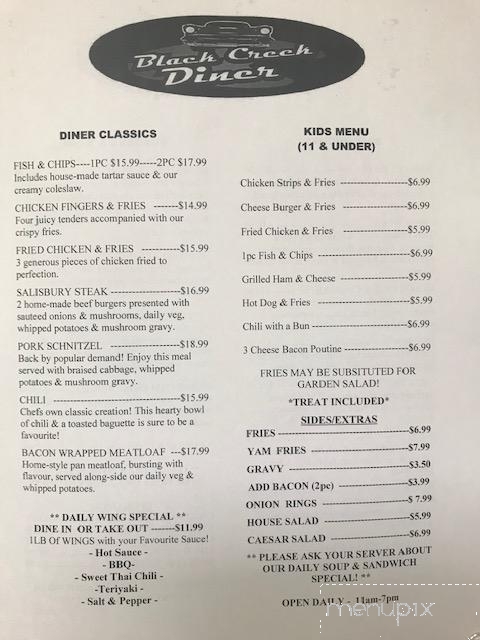 Black Creek
Diner
DINER CLASSICS
FISH & CHIPS----1PC $15.99-----2PC $17.99
Includes house-made tartar sauce & our
creamy coleslaw.
CHICKEN FINGERS & FRIES -------$14.99
Four juicy tenders accompanied with our
crispy fries.
FRIED CHICKEN & FRIES -----------$15.99
3 generous pieces of chicken fried to
perfection.
SALISBURY STEAK ----------------------$16.99
2 home-made beef burgers presented with
sauteed onions & mushrooms, daily veg,
whipped potatoes & mushroom gravy.
PORK SCHNITZEL ----------------------$18.99
Back by popular demand! Enjoy this meal
served with braised cabbage, whipped
potatoes & mushroom gravy.
CHILI ----------------------------------------$15.99
Chefs own classic creation! This hearty bowl
of chili & a toasted baguette is sure to be a
favourite!
BACON WRAPPED MEATLOAF ---$17.99
Home-style pan meatloaf, bursting with
flavour, served along-side our daily veg &
whipped potatoes.
** DAILY WING SPECIAL **
DINE IN OR TAKE OUT -------$11.99
1LB Of WINGS with your Favourite Sauce!
- Hot Sauce -
- BBQ-
- Sweet Thai Chili -
-Teriyaki -
- Salt & Pepper -
KIDS MENU
(11 & UNDER)
Chicken Strips & Fries ---------------------$6.99
Cheese Burger & Fries ---------------------$6.99
Fried Chicken & Fries ---------------------$5.99
1pc Fish & Chips -----------------------------$6.99
Grilled Ham & Cheese ----------------------$5.99
Hot Dog & Fries ------------------------------$5.99
Chili with a Bun ------------------------------$6.99
3 Cheese Bacon Poutine --------------------$6.99
FRIES MAY BE SUBSITUTED FOR
GARDEN SALAD!
*TREAT INCLUDED*
SIDES/EXTRAS
FRIES ------------------------------------------$6.99
YAM FRIES ----------------------------------$7.99
GRAVY ---------------------------------------$3.50
ADD BACON (2pc) -------------------------$3.99
ONION RINGS -----------------------------$ 7.99
HOUSE SALAD -----------------------------$5.99
CAESAR SALAD ---------------------------$6.99
** PLEASE ASK YOUR SERVER ABOUT
OUR DAILY SOUP & SANDWICH
SPECIAL! **
OPEN DAILY - 11am-7pm
menupix